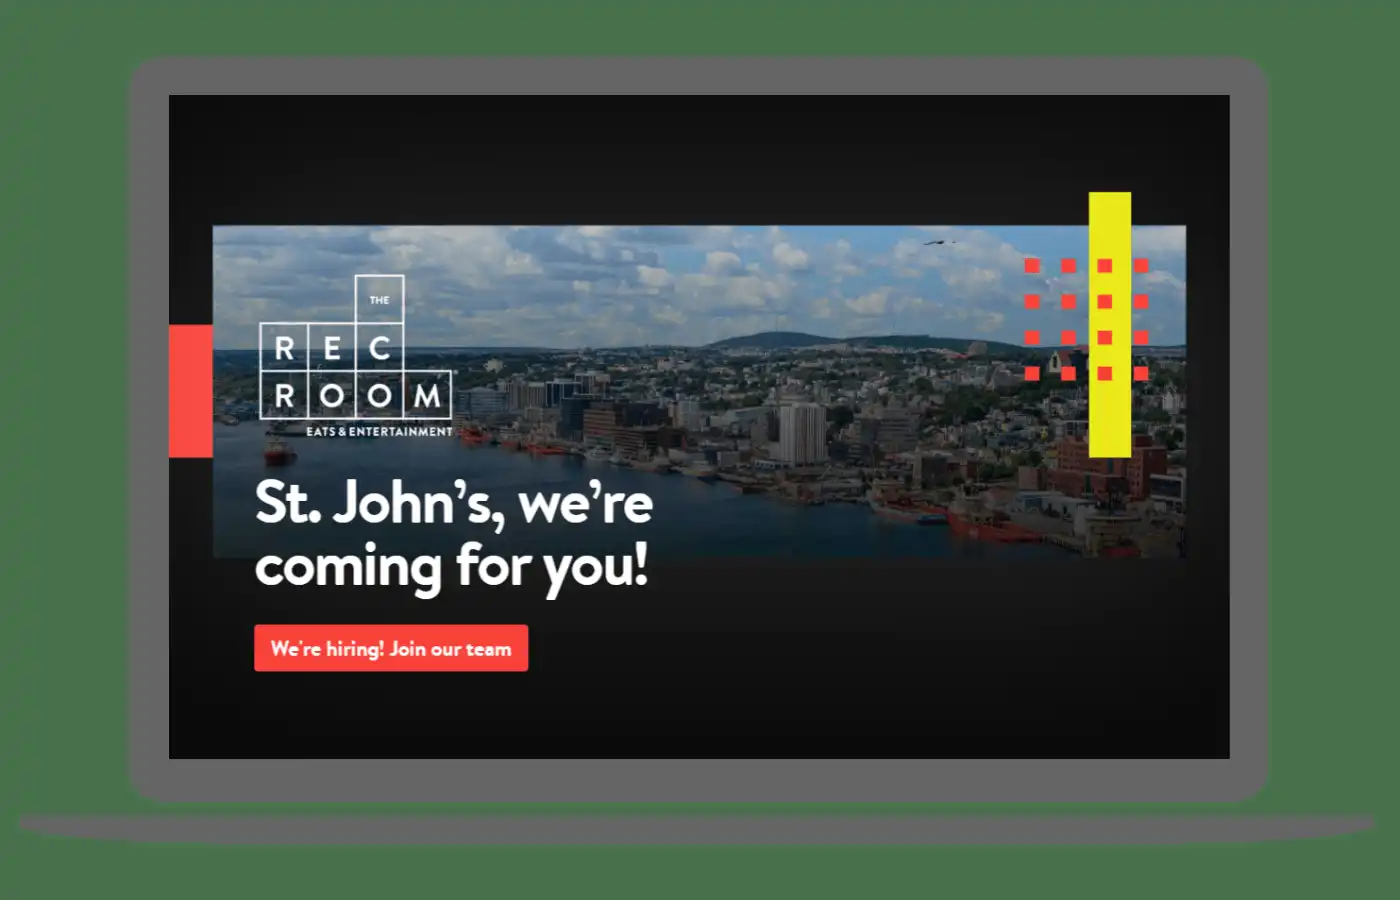 THE
REC
ROOM
EATS & ENTERTAINMENT
St. John’s, we’re
coming for you!
We're hiring! Join our team